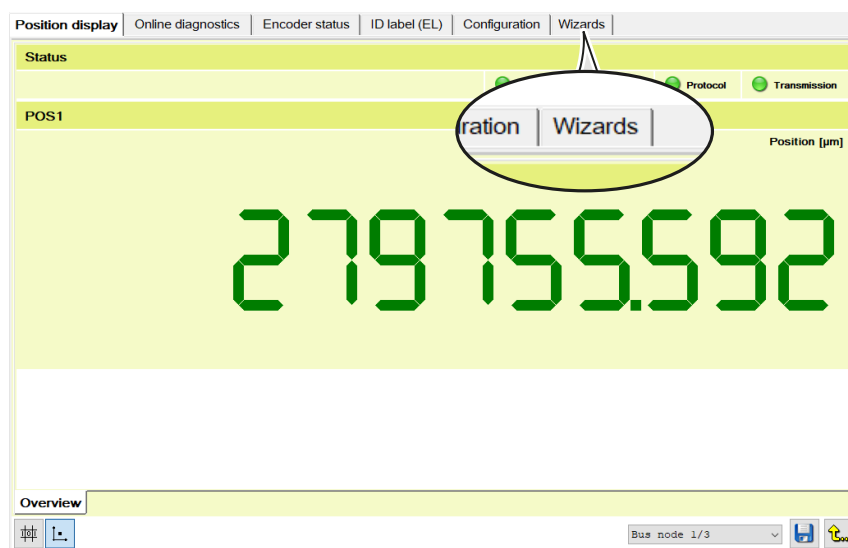 Position display Online diagnostics Encoder status ID label (EL) Configuration Wizards
Status
Protocol Transmission
POS1
uration Wizards
Position [µm]
279755.592
Overview
Bus node 1/3